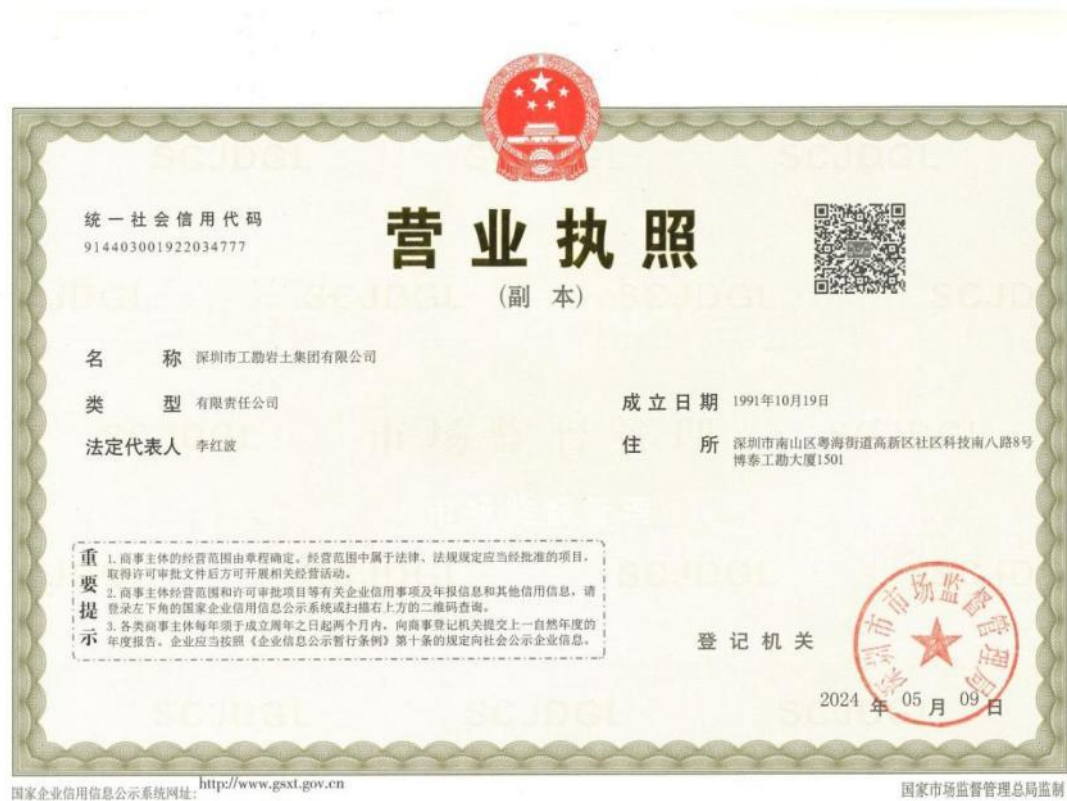 统一社会信用代码
914403001922034777
营业执照
(副 本)
名 称 深圳市工勘岩土集团有限公司
类 型 有限责任公司
成立日期 1991年10月19日
法定代表人 李红波
住 所 深圳市南山区粤海街道高新区社区科技南八路8号
博泰工勘大厦1501
重要提示
1.商事主体的经营范围由章程确定。经营范围中属于法律、法规规定应当经批准的项目，
取得许可审批文件后方可开展相关经营活动。
2.商事主体经营范围和许可审批项目等有关企业信用事项及年报信息和其他信用信息，请
登录左下角的国家企业信用信息公示系统或扫描右上方的二维码查询。
3.各类商事主体每年须于成立周年之日起两个月内，向商事登记机关提交上一自然年度的
年度报告。企业应当按照《企业信息公示暂行条例》第十条的规定向社会公示企业信息。
登记机关
深圳市市场监督管理局
2024 年 05 月 09 日
国家企业信用信息公示系统网址: http://www.gsxt.gov.cn
国家市场监督管理总局监制
SCJDGL